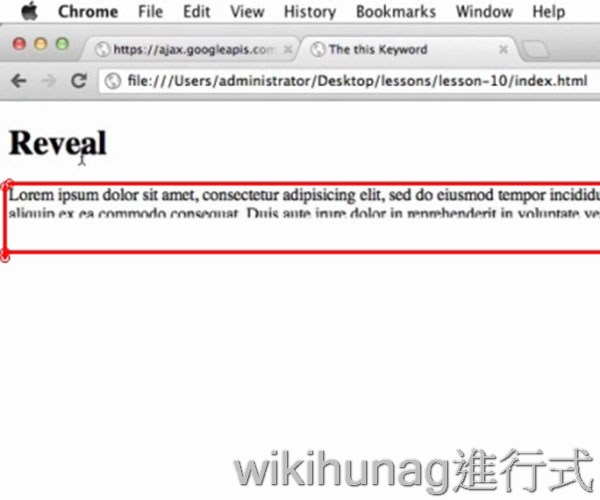 Chrome File Edit View History Bookmarks Window Help
https://ajax.googleapis.com The this Keyword
file:///Users/administrator/Desktop/lessons/lesson-10/index.html
Reveal
Lorem ipsum dolor sit amet, consectetur adipisicing elit, sed do eiusmod tempor incididu
aliquip ex ea commodo consequat. Duis aute irure dolor in reprehenderit in voluptate ve
wikihunag進行式